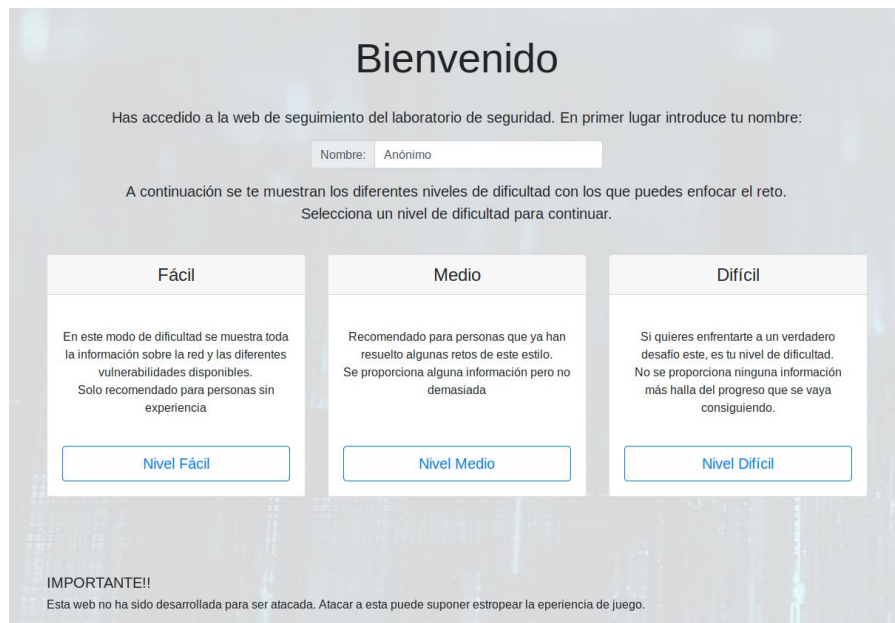 Bienvenido
Has accedido a la web de seguimiento del laboratorio de seguridad. En primer lugar introduce tu nombre:
Nombre: Anónimo
A continuación se te muestran los diferentes niveles de dificultad con los que puedes enfocar el reto.
Selecciona un nivel de dificultad para continuar.
Fácil
En este modo de dificultad se muestra toda
la información sobre la red y las diferentes
vulnerabilidades disponibles.
Solo recomendado para personas sin
experiencia
Nivel Fácil
Medio
Recomendado para personas que ya han
resuelto algunas retos de este estilo.
Se proporciona alguna información pero no
demasiada
Nivel Medio
Difícil
Si quieres enfrentarte a un verdadero
desafío este, es tu nivel de dificultad.
No se proporciona ninguna información
más halla del progreso que se vaya
consiguiendo.
Nivel Difícil
IMPORTANTE!!
Esta web no ha sido desarrollada para ser atacada. Atacar a esta puede suponer estropear la eperiencia de juego.